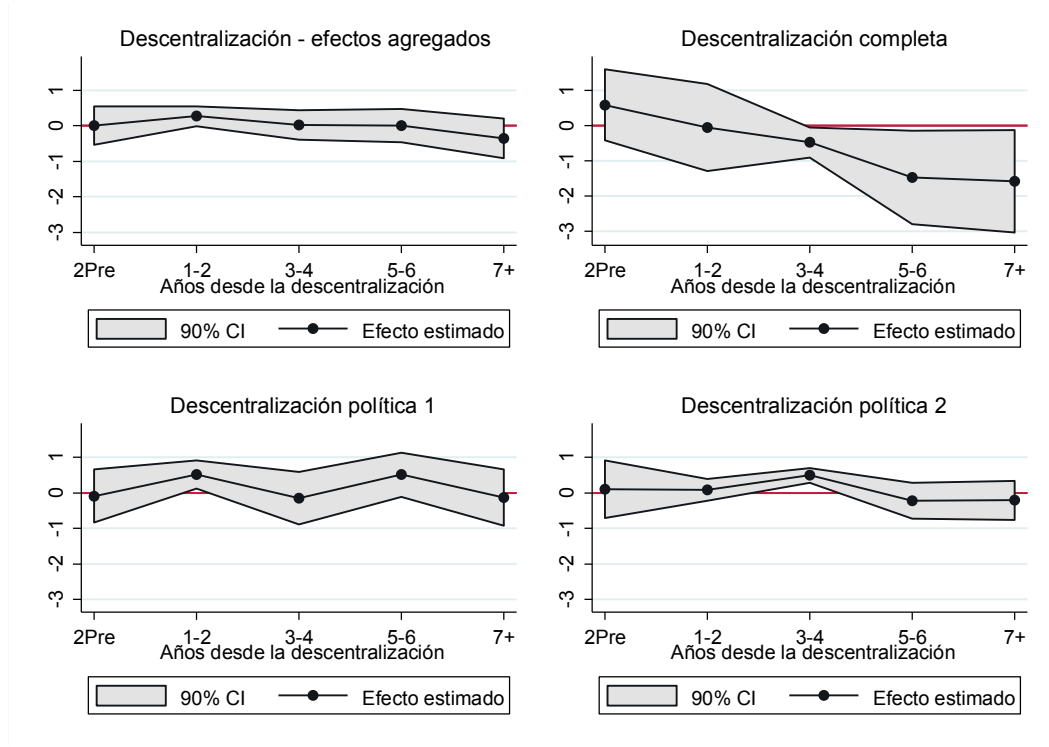 Descentralización - efectos agregados
1
0
-1
-2
-3
2Pre 1-2 3-4 5-6 7+
Años desde la descentralización
90% CI Efecto estimado
Descentralización completa
1
0
-1
-2
-3
2Pre 1-2 3-4 5-6 7+
Años desde la descentralización
90% CI Efecto estimado
Descentralización política 1
1
0
-1
-2
-3
2Pre 1-2 3-4 5-6 7+
Años desde la descentralización
90% CI Efecto estimado
Descentralización política 2
1
0
-1
-2
-3
2Pre 1-2 3-4 5-6 7+
Años desde la descentralización
90% CI Efecto estimado